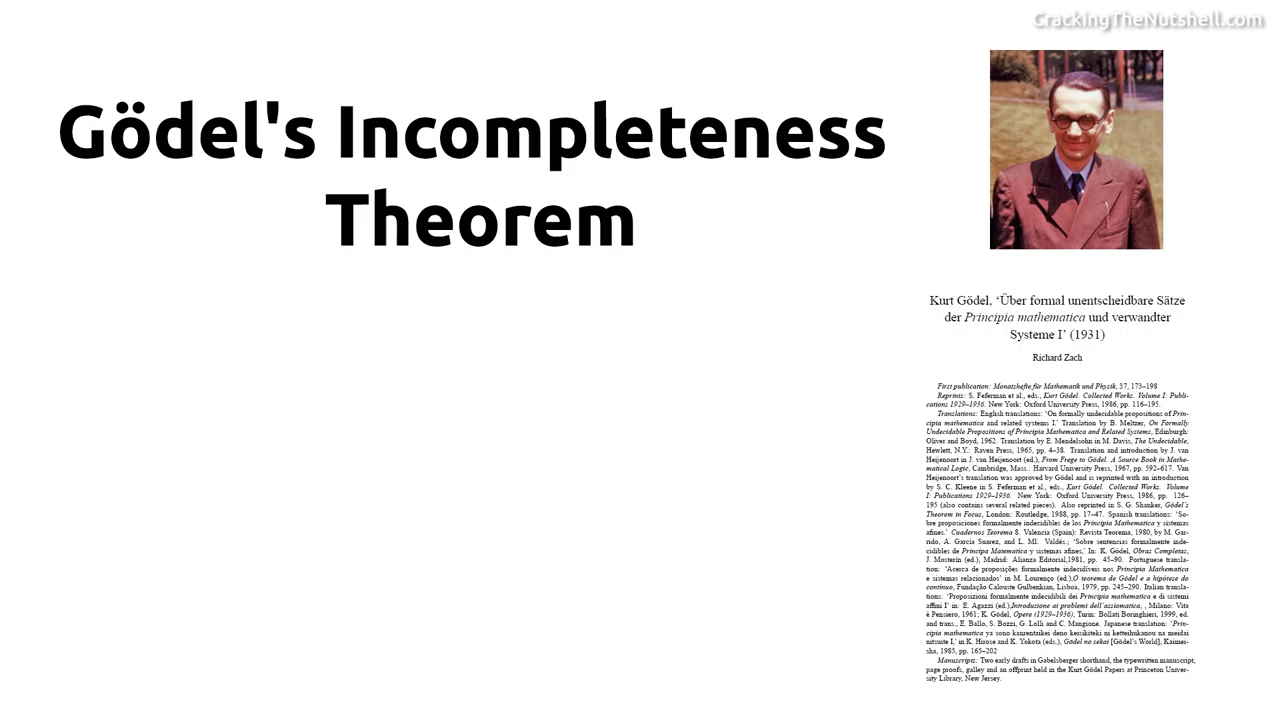 CrackingTheNutshell.com
Gödel's Incompleteness
Theorem
Kurt Gödel, ‘Über formal unentscheidbare Sätze
der Principia mathematica und verwandter
Systeme I’ (1931)
Richard Zach
First publication: Monatshefte für Mathematik und Physik, 37, 173–198
Reprints: S. Feferman et al., eds., Kurt Gödel. Collected Works. Volume I: Publi-
cations 1929–1936. New York: Oxford University Press, 1986, pp. 116–195.
Translations: English translations: ‘On formally undecidable propositions of Prin-
cipia mathematica and related systems I.’ Translation by B. Meltzer, On Formally
Undecidable Propositions of Principia Mathematica and Related Systems, Edinburgh:
Oliver and Boyd, 1962. Translation by E. Mendelsohn in M. Davis, The Undecidable,
Hewlett, N.Y.: Raven Press, 1965, pp. 4–38. Translation and introduction by J. van
Heijenoort in J. van Heijenoort (ed.), From Frege to Gödel. A Source Book in Mathe-
matical Logic, Cambridge, Mass.: Harvard University Press, 1967, pp. 592–617. Van
Heijenoort's translation was approved by Gödel and is reprinted with an introduction
by S. C. Kleene in S. Feferman et al., eds., Kurt Gödel. Collected Works. Volume
I: Publications 1929–1936. New York: Oxford University Press, 1986, pp. 126–
195 (also contains several related pieces). Also reprinted in S. G. Shanker, Gödel's
Theorem in Focus, London: Routledge, 1988, pp. 17–47. Spanish translations: ‘So-
bre proposiciones formalmente indecidibles de los Principia Mathematica y sistemas
afines.’ Cuadernos Teorema 8. Valencia (Spain): Revista Teorema, 1980, by M. Gar-
rido, A. Garcia Suarez, and L. Ml. Valdés.; ‘Sobre sentencias formalmente inde-
cidibles de Principa Matematica y sistemas afines,’ In: K. Gödel, Obras Completas,
J. Mosterin (ed.), Madrid: Alianza Editorial,1981, pp. 45–90. Portuguese transla-
tion: ‘Acerca de proposições formalmente indecidíveis nos Principia Mathematica
e sistemas relacionados’ in M. Lourenço (ed.),O teorema de Gödel e a hipótese do
contínuo, Fundação Calouste Gulbenkian, Lisboa, 1979, pp. 245–290. Italian transla-
tions: ‘Proposizioni formalmente indecidibili dei Principia mathematica e di sistemi
affini I’ in: E. Agazzi (ed.),Introduzione ai problemi dell'assiomatica, , Milano: Vita
è Pensiero, 1961; K. Gödel, Opere (1929–1936), Turin: Bollati Boringhieri, 1999, ed.
and trans., E. Ballo, S. Bozzi, G. Lolli and C. Mangione. Japanese translation: ‘Prin-
cipia mathematica ya sono kanrentaikei deno keisikiteki ni ketteihukanou na meidai
nitsuite I,’ in K. Hirose and K. Yokota (eds.), Gödel no sekai [Gödel's World], Kaimei-
sha, 1985, pp. 165–202
Manuscripts: Two early drafts in Gabelsberger shorthand, the typewritten manuscript,
page proofs, galley and an offprint held in the Kurt Gödel Papers at Princeton Univer-
sity Library, New Jersey.